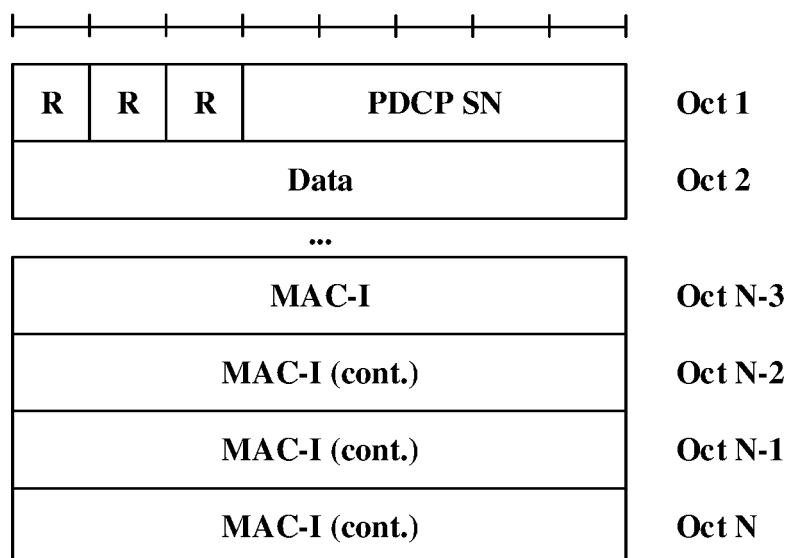 R R R PDCP SN Oct 1
Data Oct 2
...
MAC-I Oct N-3
MAC-I (cont.) Oct N-2
MAC-I (cont.) Oct N-1
MAC-I (cont.) Oct N